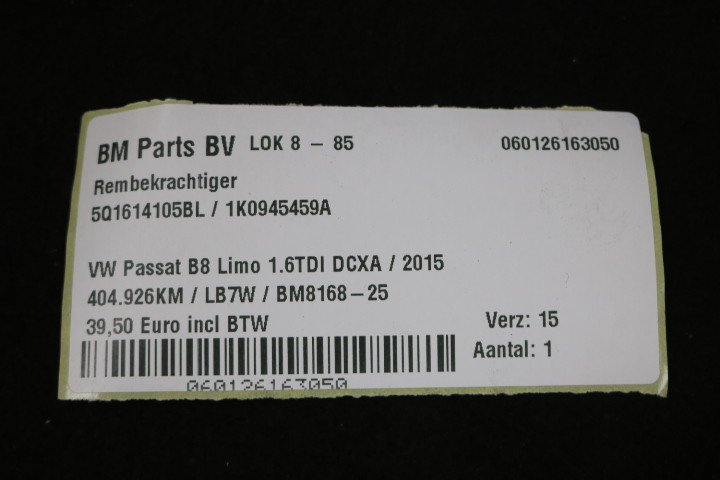 BM Parts BV LOK 8 - 85 060126163050
Rembekrachtiger
5Q1614105BL / 1K0945459A
VW Passat B8 Limo 1.6TDI DCXA / 2015
404.926KM / LB7W / BM8168-25
39,50 Euro incl BTW Verz: 15
Aantal: 1
060126163050